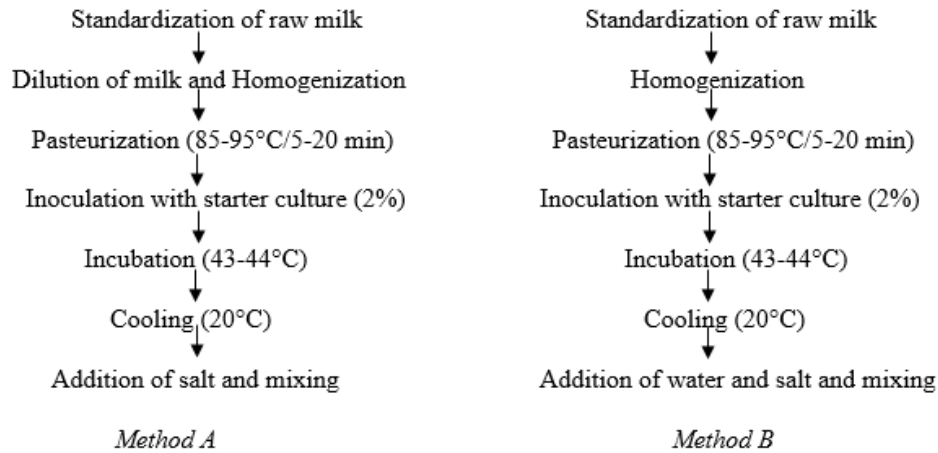 Standardization of raw milk
Dilution of milk and Homogenization
Pasteurization (85-95°C/5-20 min)
Inoculation with starter culture (2%)
Incubation (43-44°C)
Cooling (20°C)
Addition of salt and mixing
Method A
Standardization of raw milk
Homogenization
Pasteurization (85-95°C/5-20 min)
Inoculation with starter culture (2%)
Incubation (43-44°C)
Cooling (20°C)
Addition of water and salt and mixing
Method B